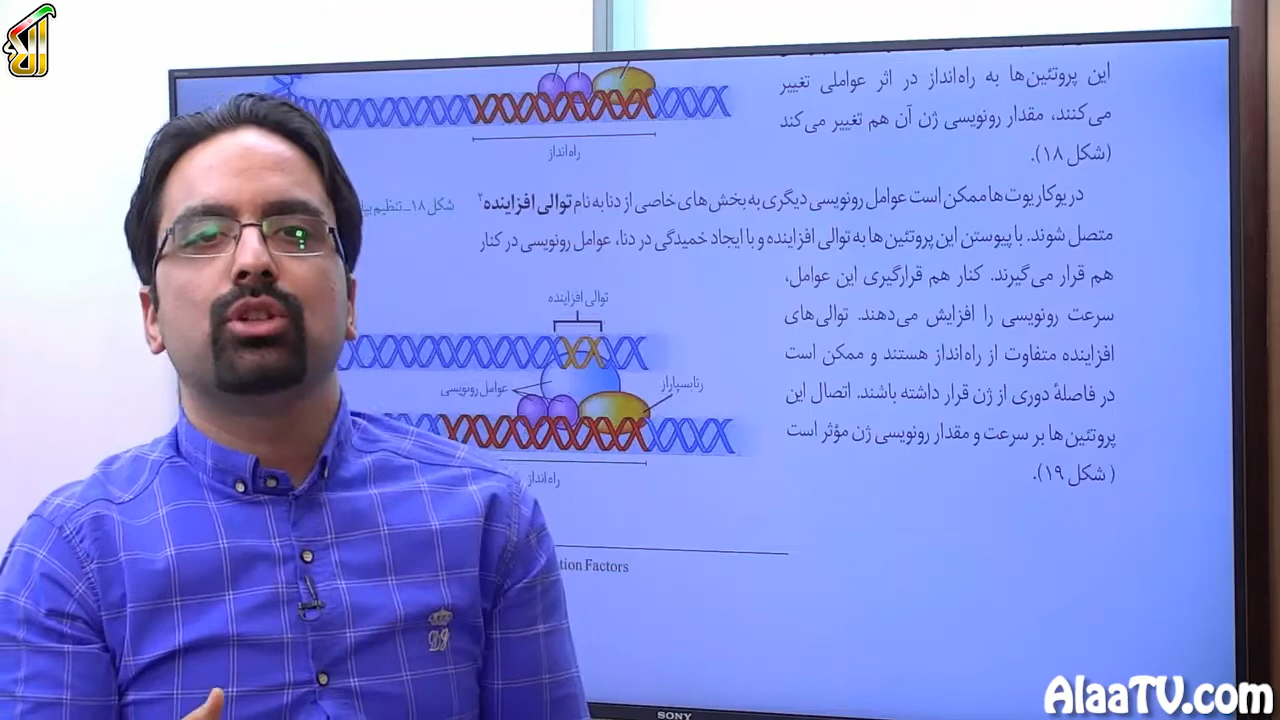 آلاء
این پروتئین‌ها به راه‌انداز در اثر عواملی تغییر
می‌کنند، مقدار رونویسی ژن آن هم تغییر می‌کند
(شکل ۱۸).
راه‌انداز
در یوکاریوت‌ها ممکن است عوامل رونویسی دیگری به بخش‌های خاصی از دنا به نام توالی افزاینده۲
شکل ۱۸ـ تنظیم
متصل شوند. با پیوستن این پروتئین‌ها به توالی افزاینده و با ایجاد خمیدگی در دنا، عوامل رونویسی در کنار
هم قرار می‌گیرند. کنار هم قرارگیری این عوامل،
سرعت رونویسی را افزایش می‌دهند. توالی‌های
افزاینده متفاوت از راه‌انداز هستند و ممکن است
در فاصلهٔ دوری از ژن قرار داشته باشند. اتصال این
پروتئین‌ها بر سرعت و مقدار رونویسی ژن مؤثر است
( شکل ۱۹).
توالی افزاینده
عوامل رونویسی
رنابسپاراز
راه‌انداز
tion Factors
SONY
AlaaTV.com